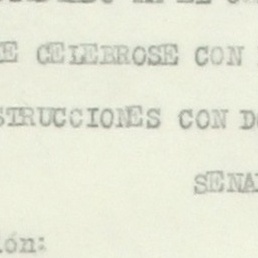 E CELEBROSE CON
STRUCCIONES CON D
SENA
ión: